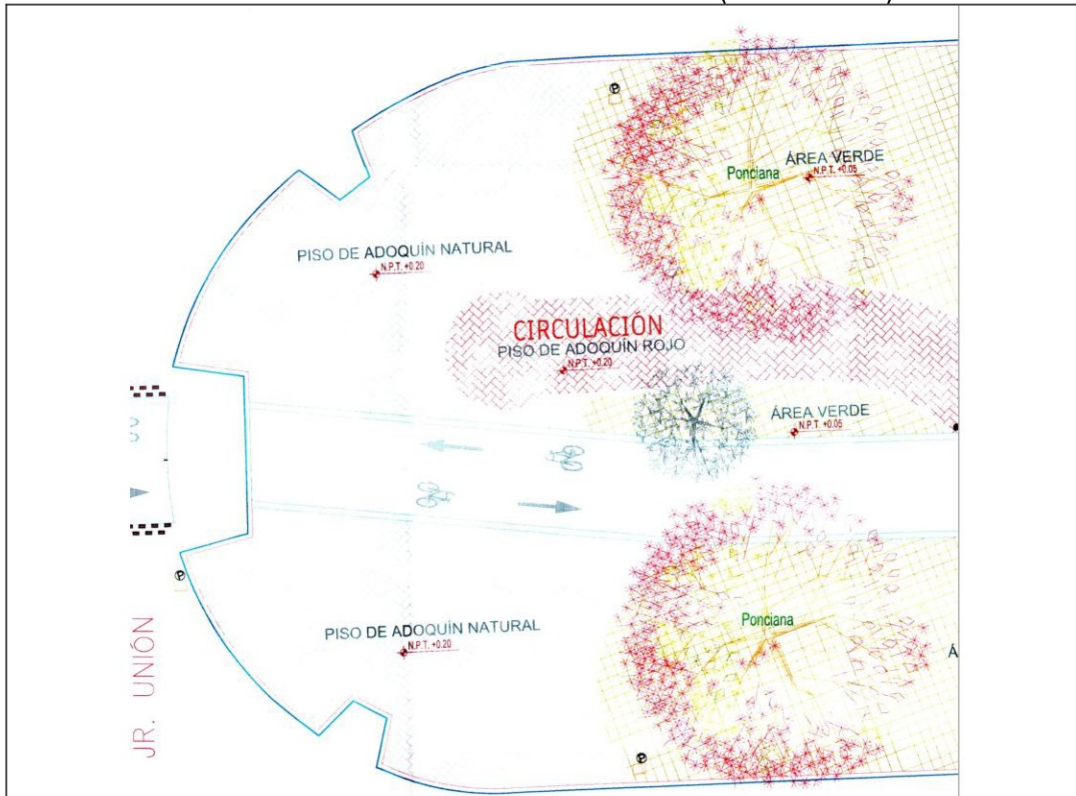 Ponciana
ÁREA VERDE
N.P.T. +0.05
PISO DE ADOQUÍN NATURAL
N.P.T. +0.20
CIRCULACIÓN
PISO DE ADOQUÍN ROJO
N.P.T. +0.20
ÁREA VERDE
N.P.T. +0.05
Ponciana
PISO DE ADOQUÍN NATURAL
N.P.T. +0.20
JR. UNIÓN
P
P
P